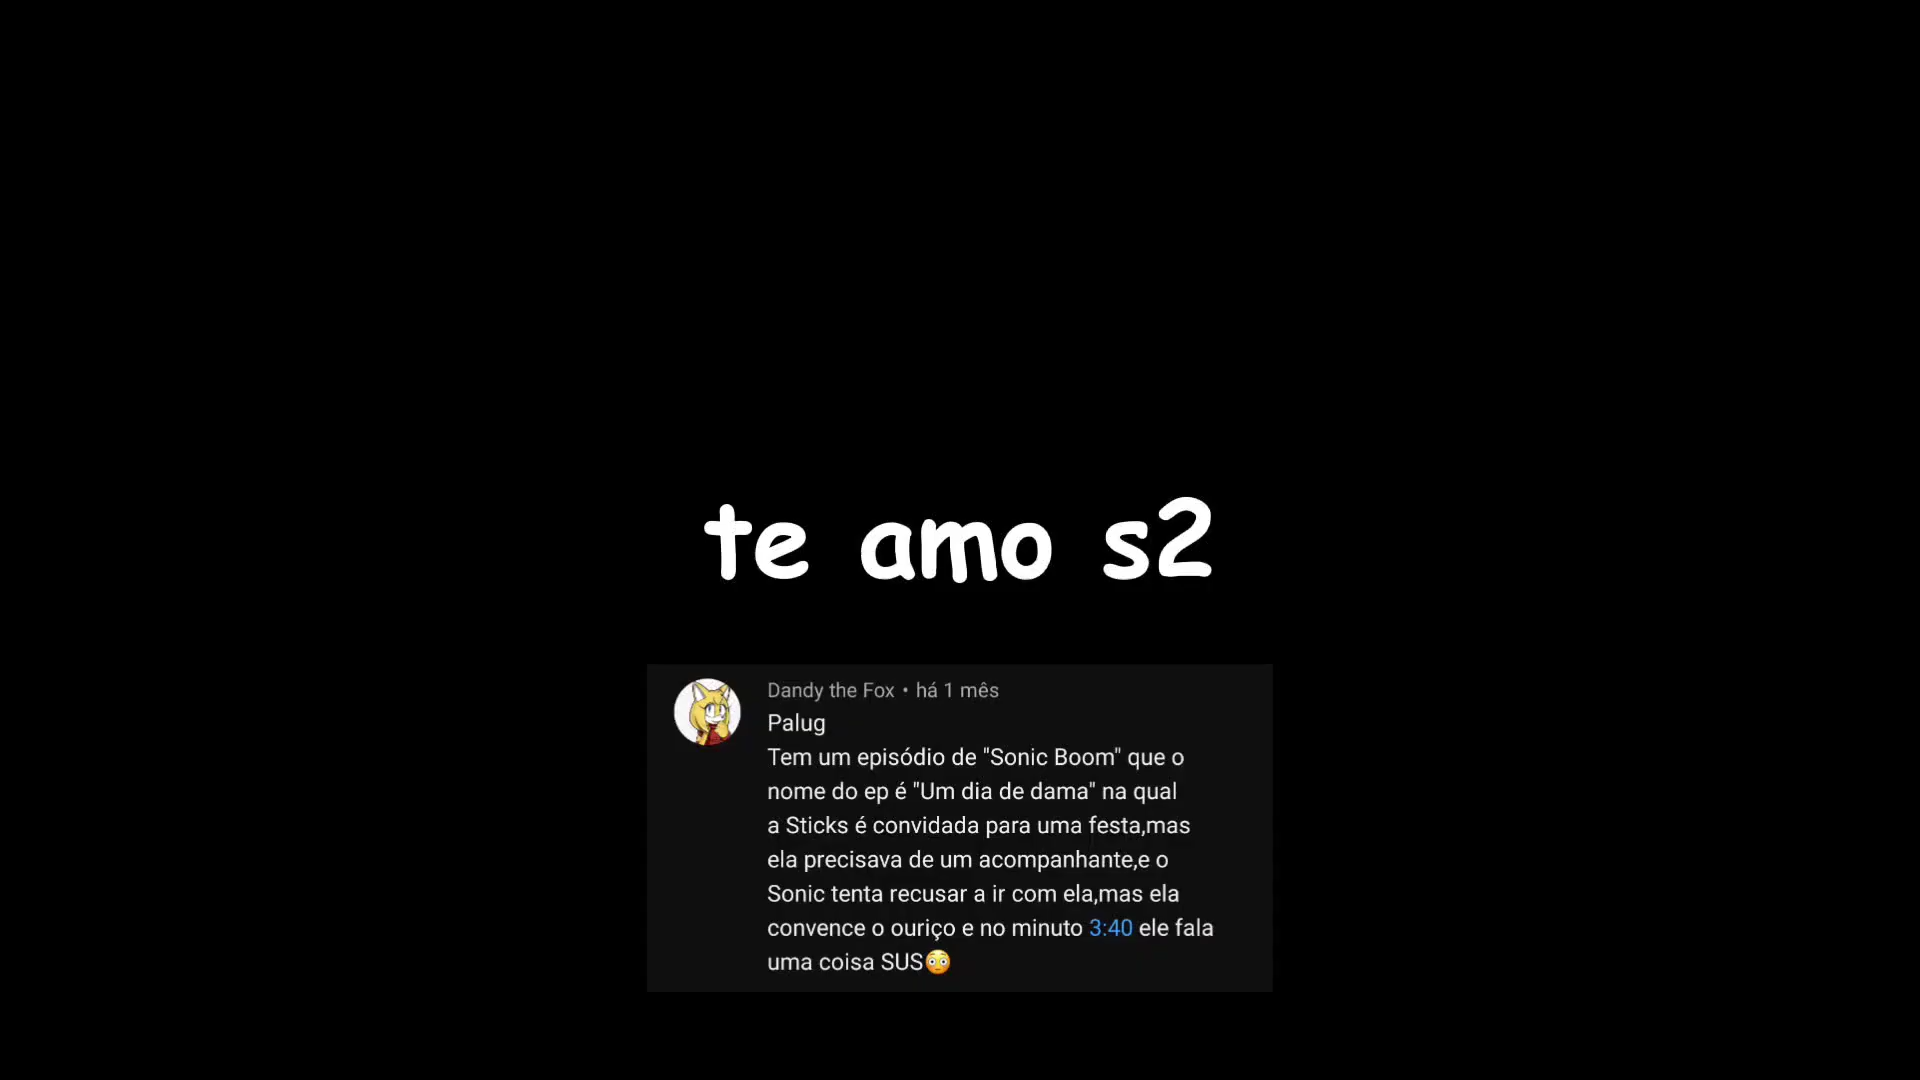 te amo s2
Dandy the Fox • há 1 mês
Palug
Tem um episódio de "Sonic Boom" que o
nome do ep é "Um dia de dama" na qual
a Sticks é convidada para uma festa,mas
ela precisava de um acompanhante,e o
Sonic tenta recusar a ir com ela,mas ela
convence o ouriço e no minuto 3:40 ele fala
uma coisa SUS😳